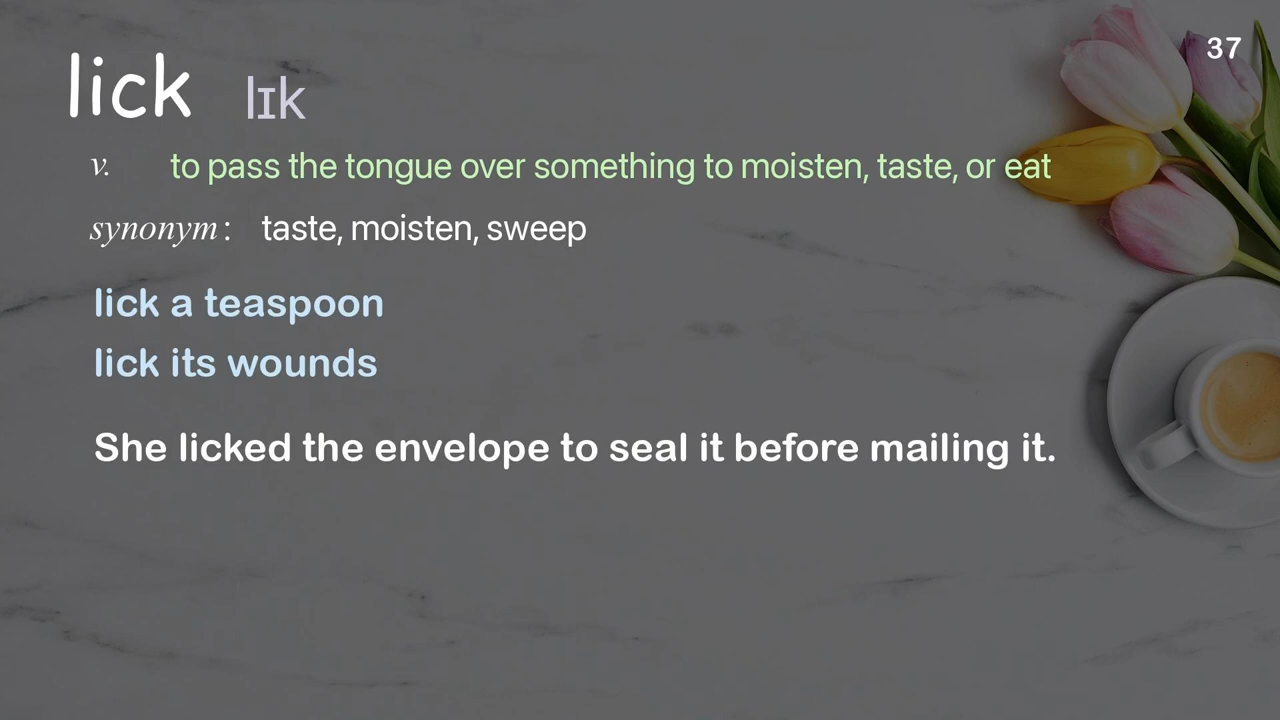 37
lick lɪk
v. to pass the tongue over something to moisten, taste, or eat
synonym: taste, moisten, sweep
lick a teaspoon
lick its wounds
She licked the envelope to seal it before mailing it.